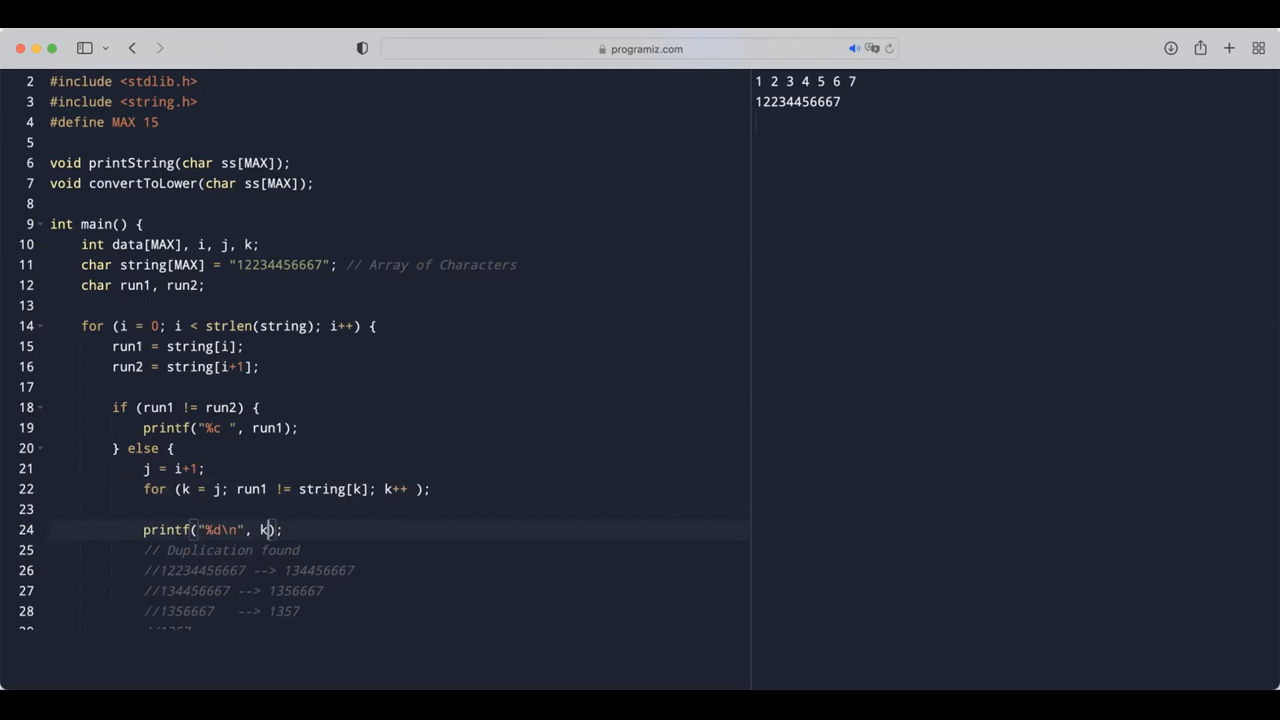 programiz.com
2 #include <stdlib.h>
3 #include <string.h>
4 #define MAX 15
5
6 void printString(char ss[MAX]);
7 void convertToLower(char ss[MAX]);
8
9 int main() {
10 int data[MAX], i, j, k;
11 char string[MAX] = "12234456667"; // Array of Characters
12 char run1, run2;
13
14 for (i = 0; i < strlen(string); i++) {
15 run1 = string[i];
16 run2 = string[i+1];
17
18 if (run1 != run2) {
19 printf("%c ", run1);
20 } else {
21 j = i+1;
22 for (k = j; run1 != string[k]; k++ );
23
24 printf("%d\n", k);
25 // Duplication found
26 //12234456667 --> 134456667
27 //134456667 --> 1356667
28 //1356667 --> 1357
1 2 3 4 5 6 7
12234456667